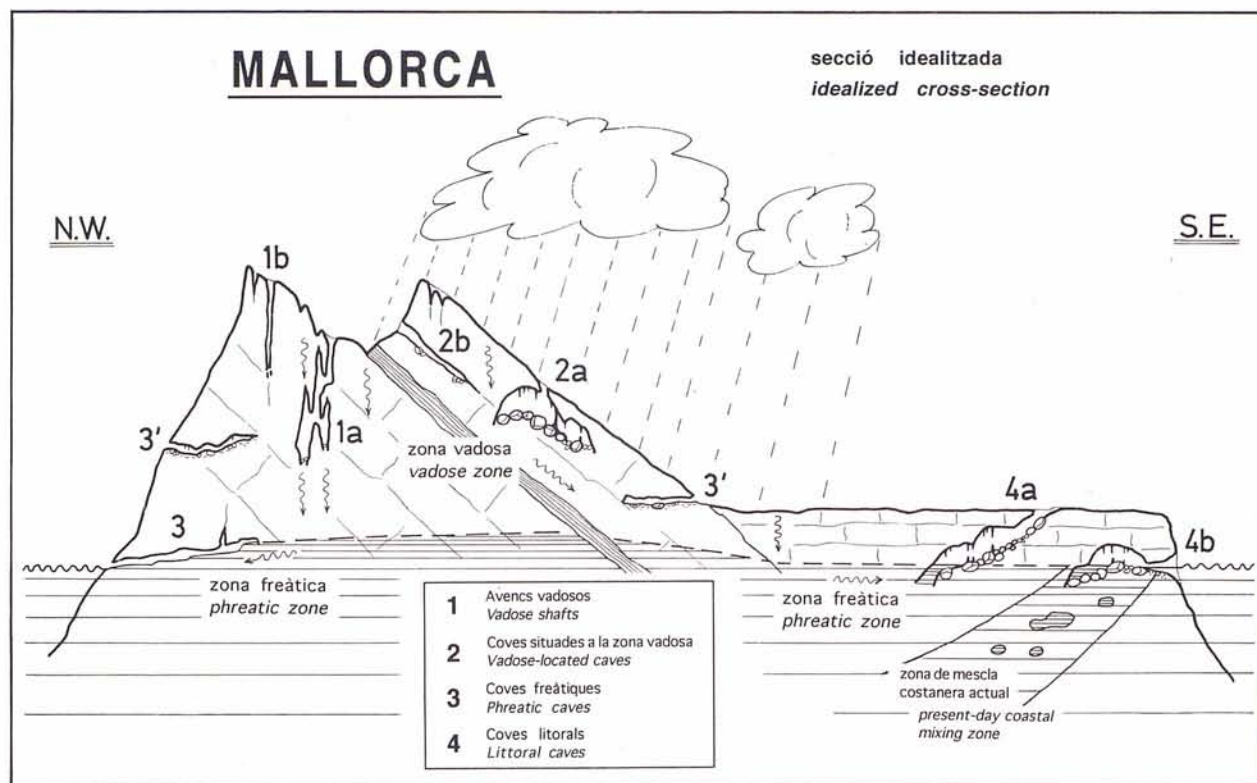 MALLORCA
secció idealitzada
idealized cross-section
N.W.
S.E.
1b
2b
2a
3'
1a
zona vadosa
vadose zone
3'
4a
3
4b
zona freàtica
phreatic zone
zona freàtica
phreatic zone
1 Avencs vadosos
Vadose shafts
2 Coves situades a la zona vadosa
Vadose-located caves
3 Coves freàtiques
Phreatic caves
4 Coves litorals
Littoral caves
zona de mescla
costanera actual
present-day coastal
mixing zone